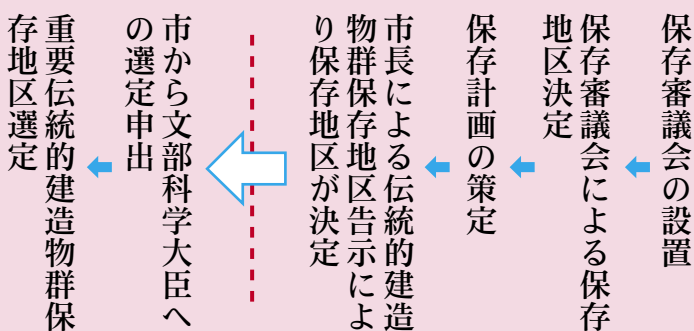 保存審議会の設置
保存審議会による保存
地区決定
保存計画の策定
市長による伝統的建造
物群保存地区告示によ
り保存地区が決定
市から文部科学大臣へ
の選定申出
重要伝統的建造物群保
存地区選定